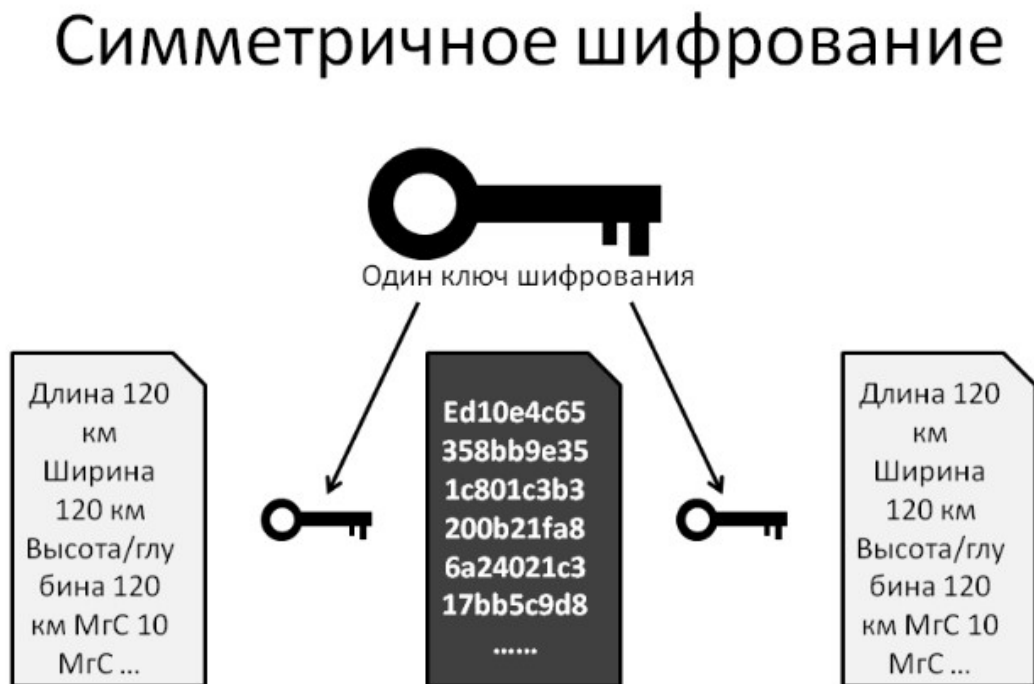 Симметричное шифрование
Один ключ шифрования
Длина 120
км
Ширина
120 км
Высота/глу
бина 120
км МгС 10
МгС ...
Ed10e4c65
358bb9e35
1c801c3b3
200b21fa8
6a24021c3
17bb5c9d8
......
Длина 120
км
Ширина
120 км
Высота/глу
бина 120
км МгС 10
МгС ...